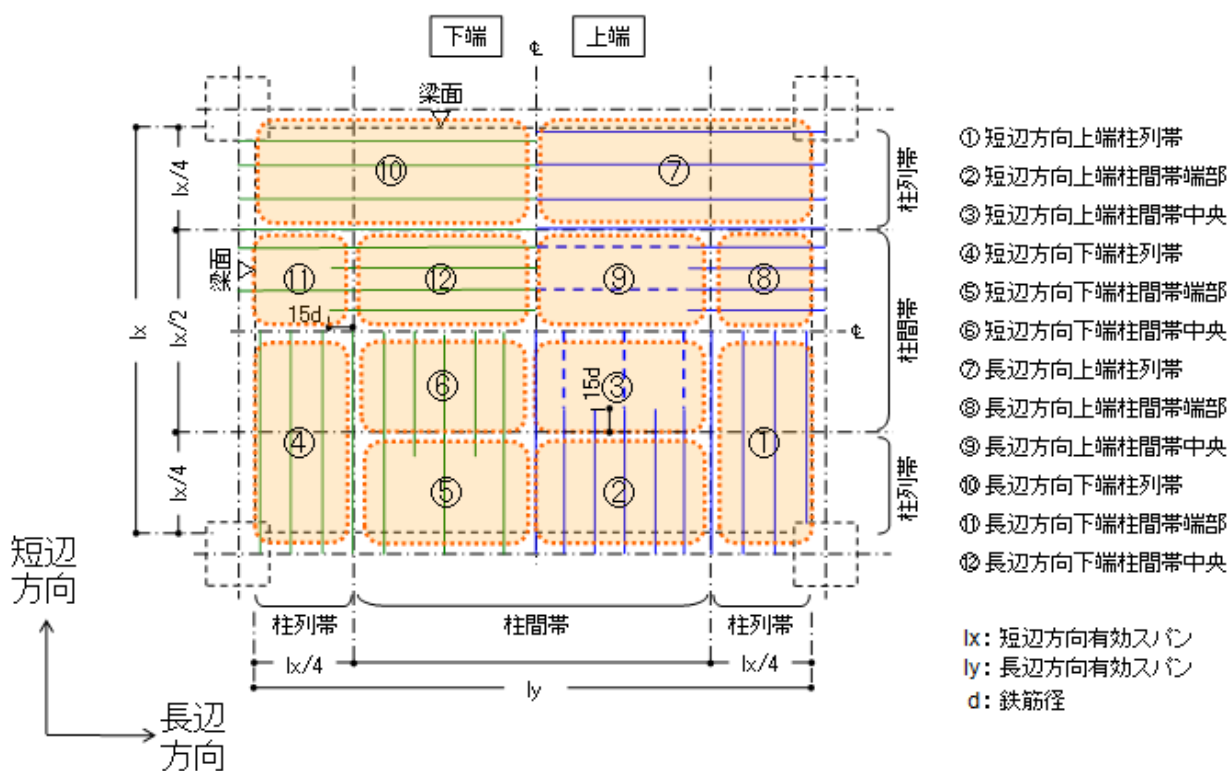 下端
上端
℄
梁面
lx/4
⑩
⑦
柱列帯
梁面
⑪
⑫
⑨
⑧
15d
lx
lx/2
柱間帯
℄
⑥
15d
③
④
①
⑤
②
lx/4
柱列帯
柱列帯
柱間帯
柱列帯
lx/4
lx/4
ly
短辺
方向
長辺
方向
①短辺方向上端柱列帯
②短辺方向上端柱間帯端部
③短辺方向上端柱間帯中央
④短辺方向下端柱列帯
⑤短辺方向下端柱間帯端部
⑥短辺方向下端柱間帯中央
⑦長辺方向上端柱列帯
⑧長辺方向上端柱間帯端部
⑨長辺方向上端柱間帯中央
⑩長辺方向下端柱列帯
⑪長辺方向下端柱間帯端部
⑫長辺方向下端柱間帯中央
lx: 短辺方向有効スパン
ly: 長辺方向有効スパン
d: 鉄筋径